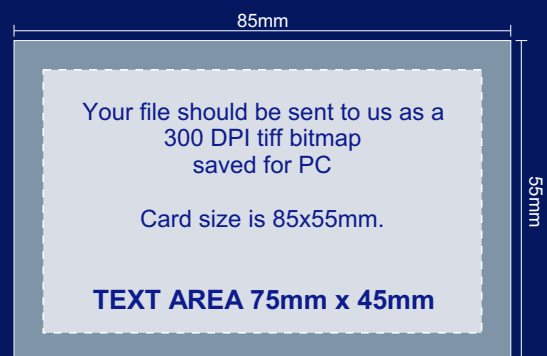 85mm
Your file should be sent to us as a
300 DPI tiff bitmap
saved for PC
Card size is 85x55mm.
TEXT AREA 75mm x 45mm
55mm